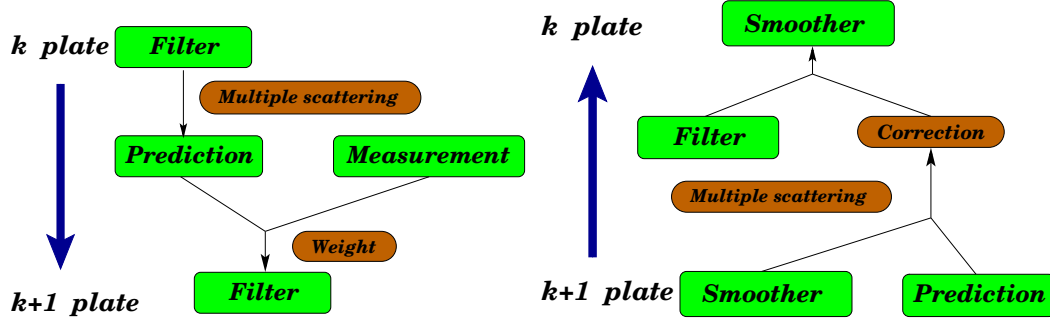 k plate
Filter
Multiple scattering
Prediction
Measurement
Weight
k+1 plate
Filter
k plate
Smoother
Filter
Correction
Multiple scattering
k+1 plate
Smoother
Prediction